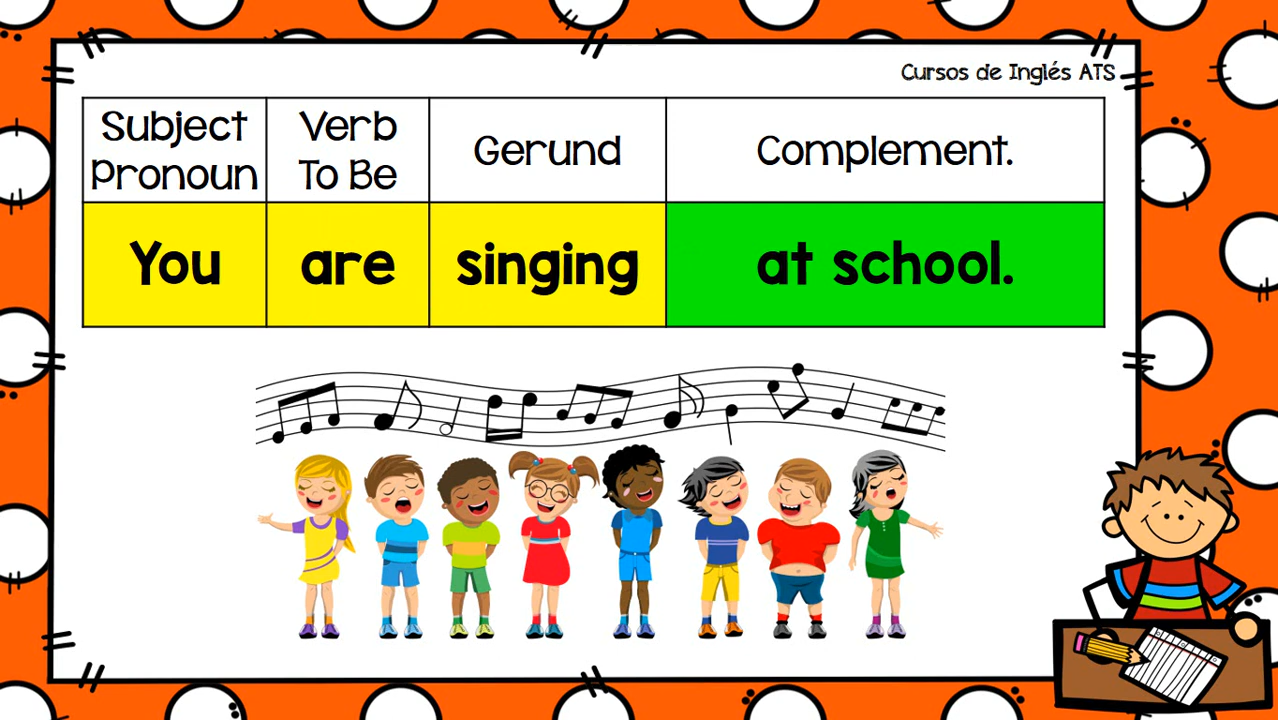 Cursos de Inglés ATS
Subject
Pronoun
Verb
To Be
Gerund
Complement.
You
are
singing
at school.